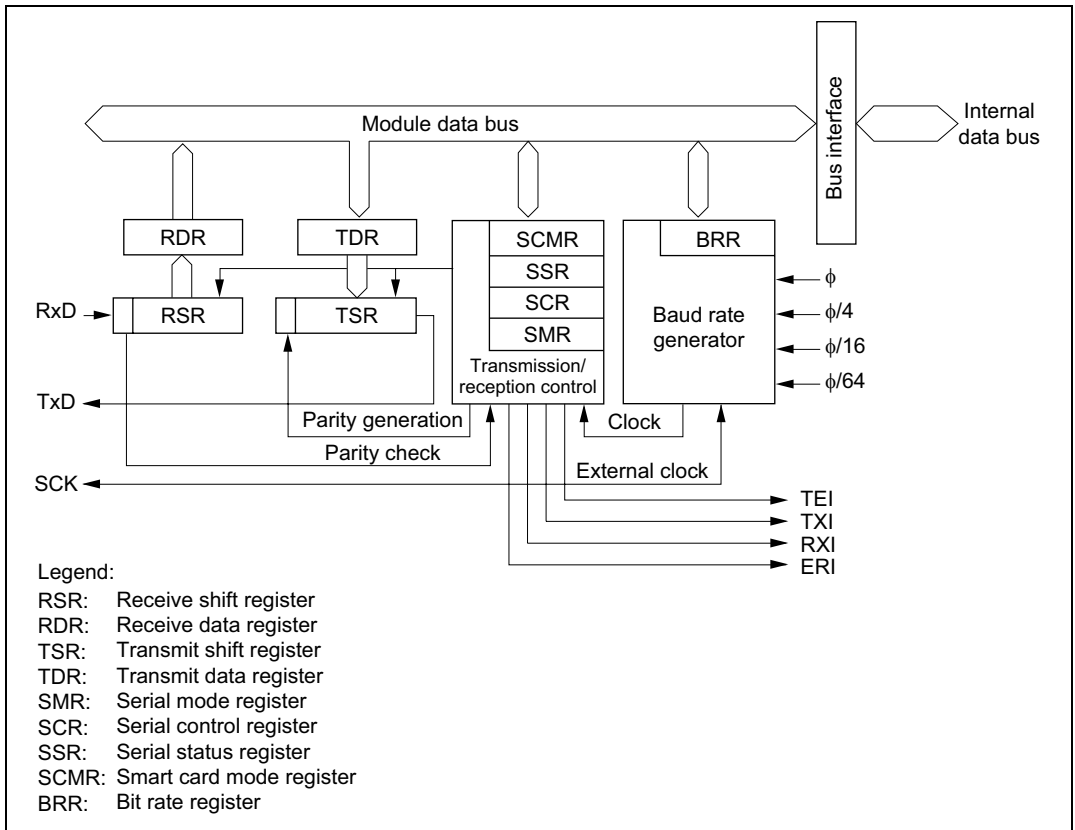 Module data bus
Bus interface
Internal
data bus
RDR
TDR
SCMR
SSR
SCR
SMR
Transmission/
reception control
BRR
Baud rate
generator
ϕ
ϕ/4
ϕ/16
ϕ/64
RxD
RSR
TSR
TxD
Parity generation
Clock
Parity check
External clock
SCK
TEI
TXI
RXI
ERI
Legend:
RSR: Receive shift register
RDR: Receive data register
TSR: Transmit shift register
TDR: Transmit data register
SMR: Serial mode register
SCR: Serial control register
SSR: Serial status register
SCMR: Smart card mode register
BRR: Bit rate register